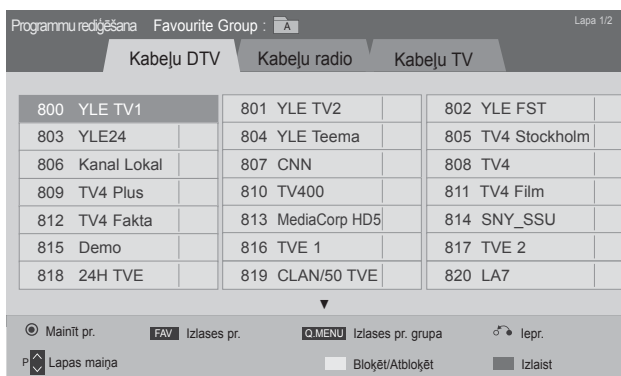 Programmu rediģēšana Favourite Group : A Lapa 1/2
Kabeļu DTV Kabeļu radio Kabeļu TV
800 YLE TV1 801 YLE TV2 802 YLE FST
803 YLE24 804 YLE Teema 805 TV4 Stockholm
806 Kanal Lokal 807 CNN 808 TV4
809 TV4 Plus 810 TV400 811 TV4 Film
812 TV4 Fakta 813 MediaCorp HD5 814 SNY_SSU
815 Demo 816 TVE 1 817 TVE 2
818 24H TVE 819 CLAN/50 TVE 820 LA7
Mainīt pr. FAV Izlases pr. Q.MENU Izlases pr. grupa Iepr.
P Lapas maiņa Bloķēt/Atbloķēt Izlaist